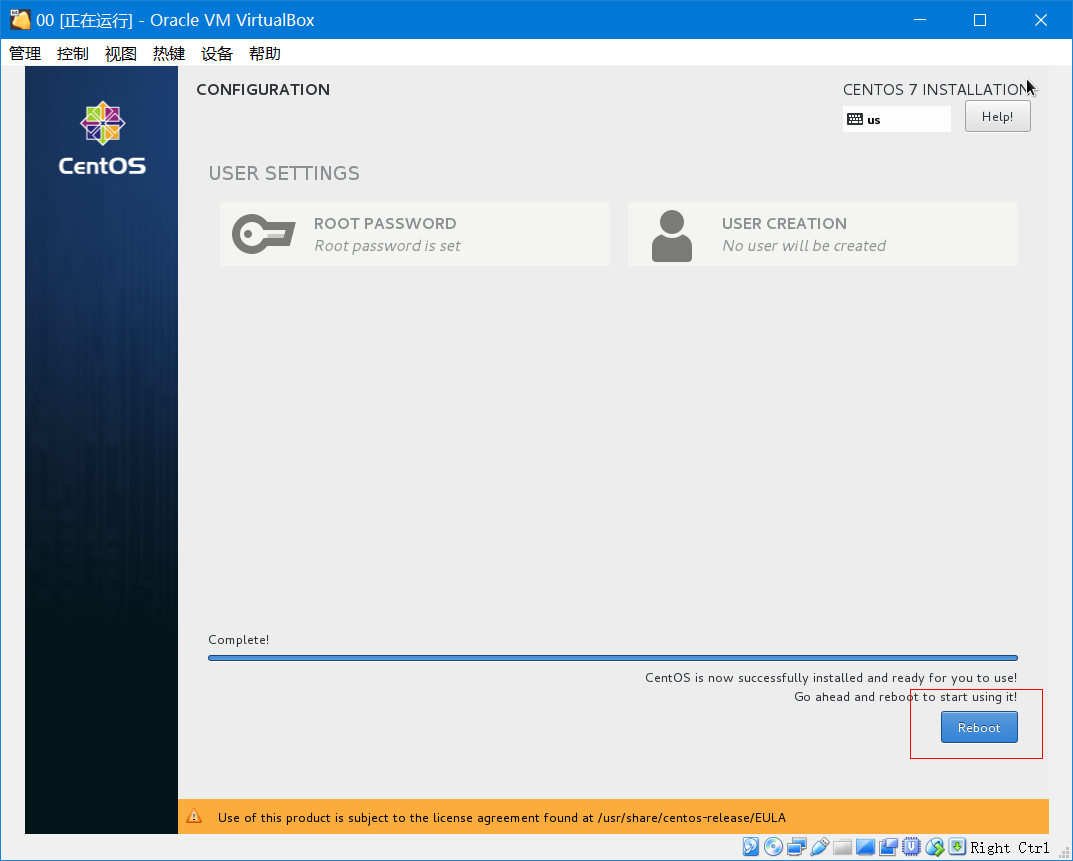 00 [正在运行] - Oracle VM VirtualBox
管理 控制 视图 热键 设备 帮助
CentOS
CONFIGURATION
CENTOS 7 INSTALLATION
us
Help!
USER SETTINGS
ROOT PASSWORD
Root password is set
USER CREATION
No user will be created
Complete!
CentOS is now successfully installed and ready for you to use!
Go ahead and reboot to start using it!
Reboot
Use of this product is subject to the license agreement found at /usr/share/centos-release/EULA
Right Ctrl